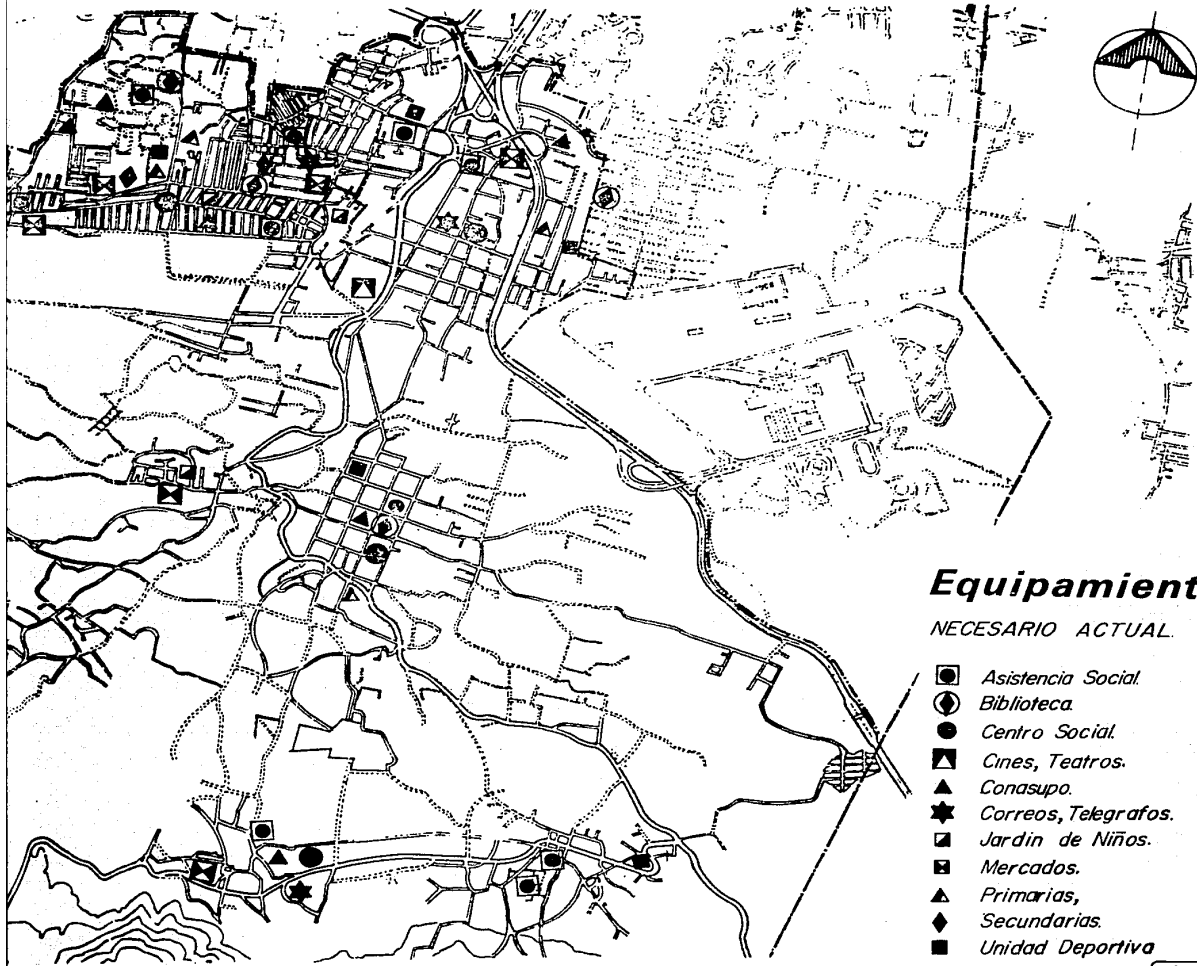 Equipamient
NECESARIO ACTUAL.
Asistencia Social.
Biblioteca.
Centro Social.
Cines, Teatros.
Conasupo.
Correos, Telegrafos.
Jardin de Niños.
Mercados.
Primarias,
Secundarias.
Unidad Deportiva